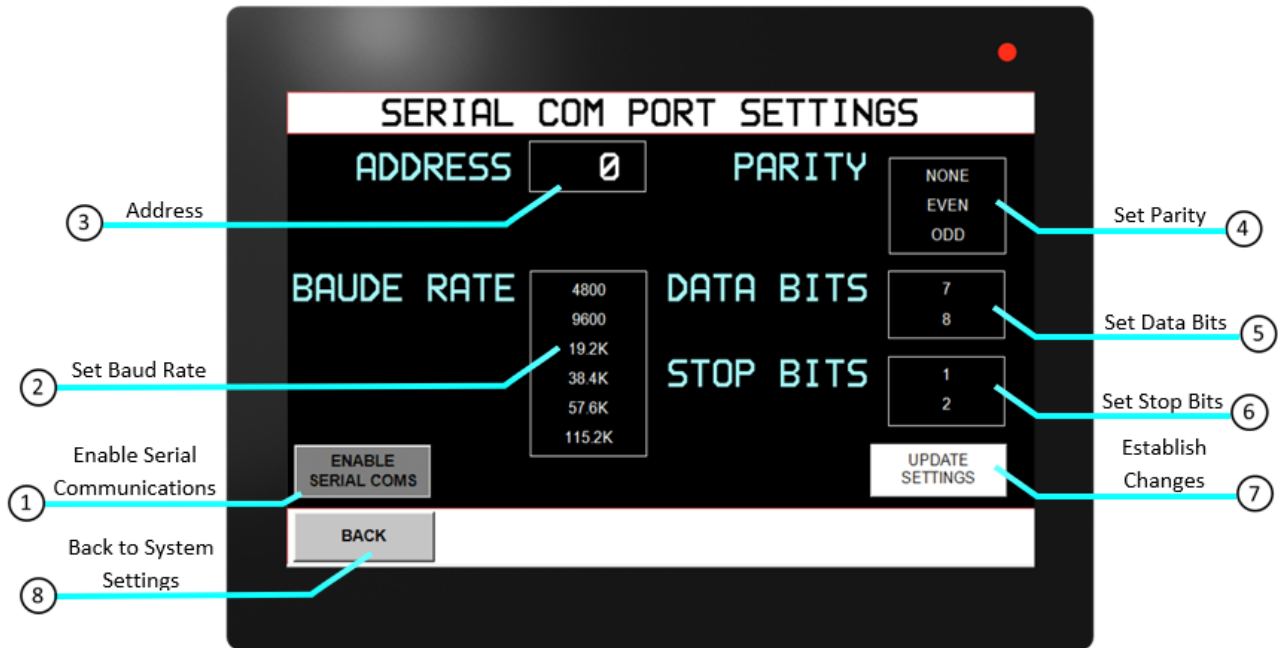 SERIAL COM PORT SETTINGS
ADDRESS
0
PARITY
NONE
EVEN
ODD
3
Address
Set Parity
4
BAUDE RATE
4800
9600
19.2K
38.4K
57.6K
115.2K
DATA BITS
7
8
Set Data Bits
5
2
Set Baud Rate
STOP BITS
1
2
Set Stop Bits
6
1
Enable Serial
Communications
ENABLE
SERIAL COMS
UPDATE
SETTINGS
Establish
Changes
7
BACK
8
Back to System
Settings